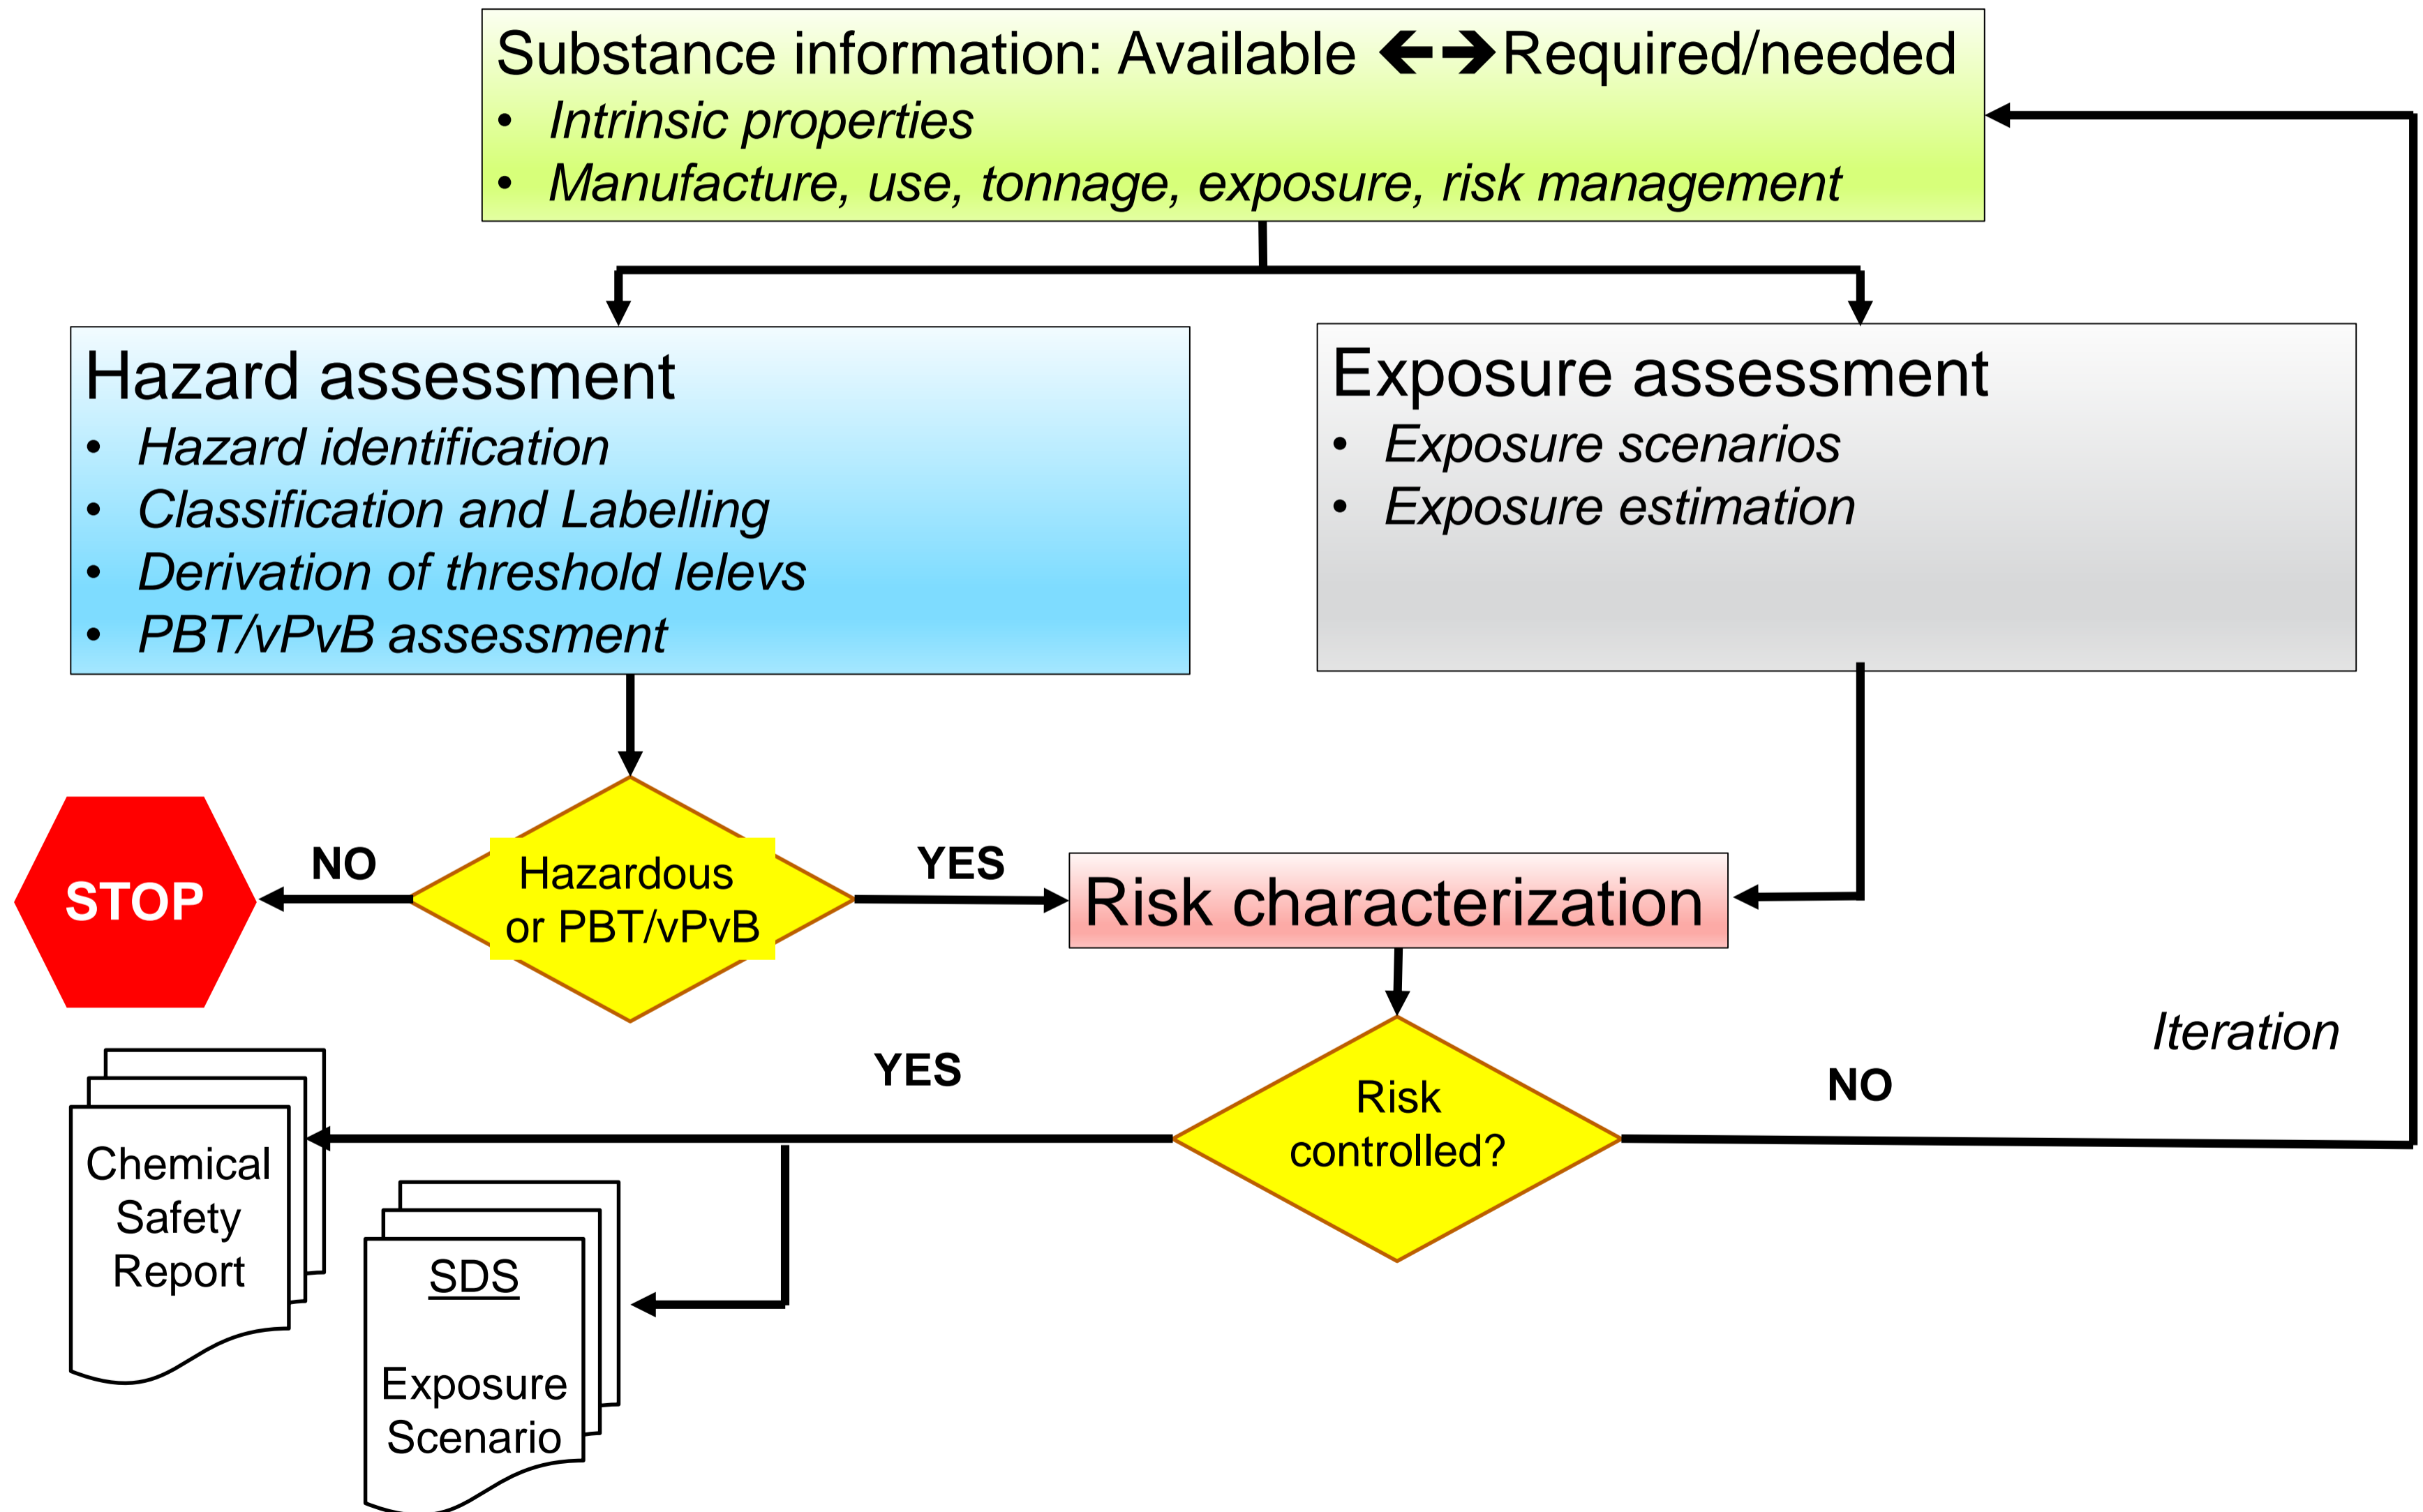 Substance information: Available 🡸🡺Required/needed
• Intrinsic properties
• Manufacture, use, tonnage, exposure, risk management
Hazard assessment
• Hazard identification
• Classification and Labelling
• Derivation of threshold lelevs
• PBT/vPvB assessment
Exposure assessment
• Exposure scenarios
• Exposure estimation
STOP
NO
Hazardous
or PBT/vPvB
YES
Risk characterization
Iteration
YES
Risk
controlled?
NO
Chemical
Safety
Report
SDS
Exposure
Scenario